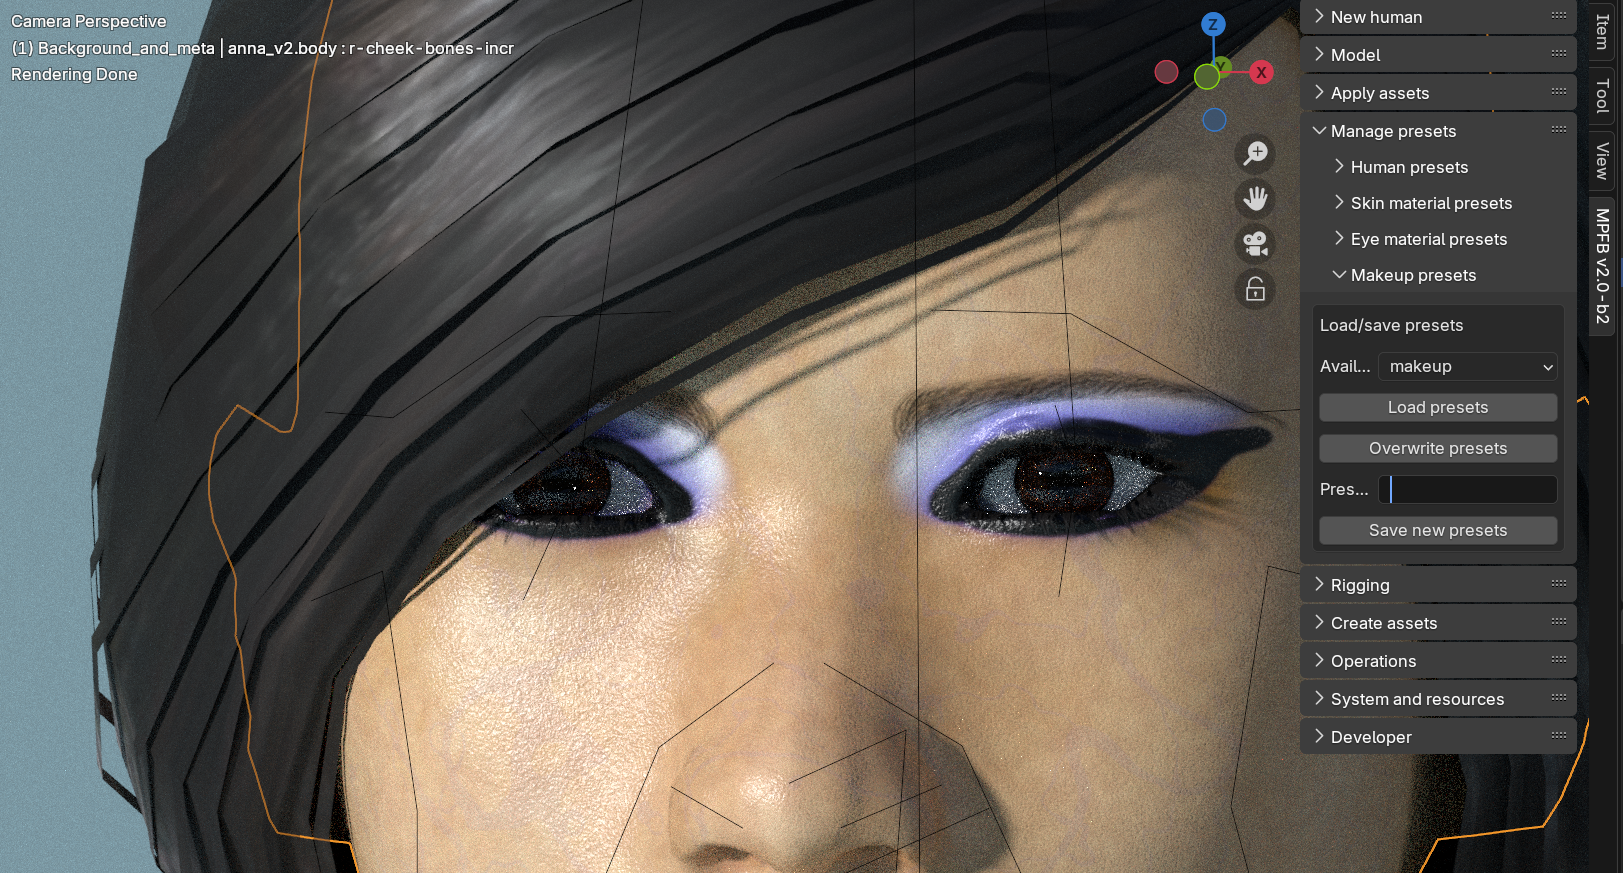 Camera Perspective
(1) Background_and_meta | anna_v2.body : r-cheek-bones-incr
Rendering Done
Z
Y
X
New human
Model
Apply assets
Manage presets
Human presets
Skin material presets
Eye material presets
Makeup presets
Load/save presets
Avail... makeup
Load presets
Overwrite presets
Pres...
Save new presets
Rigging
Create assets
Operations
System and resources
Developer
Item
Tool
View
MPFB v2.0-b2